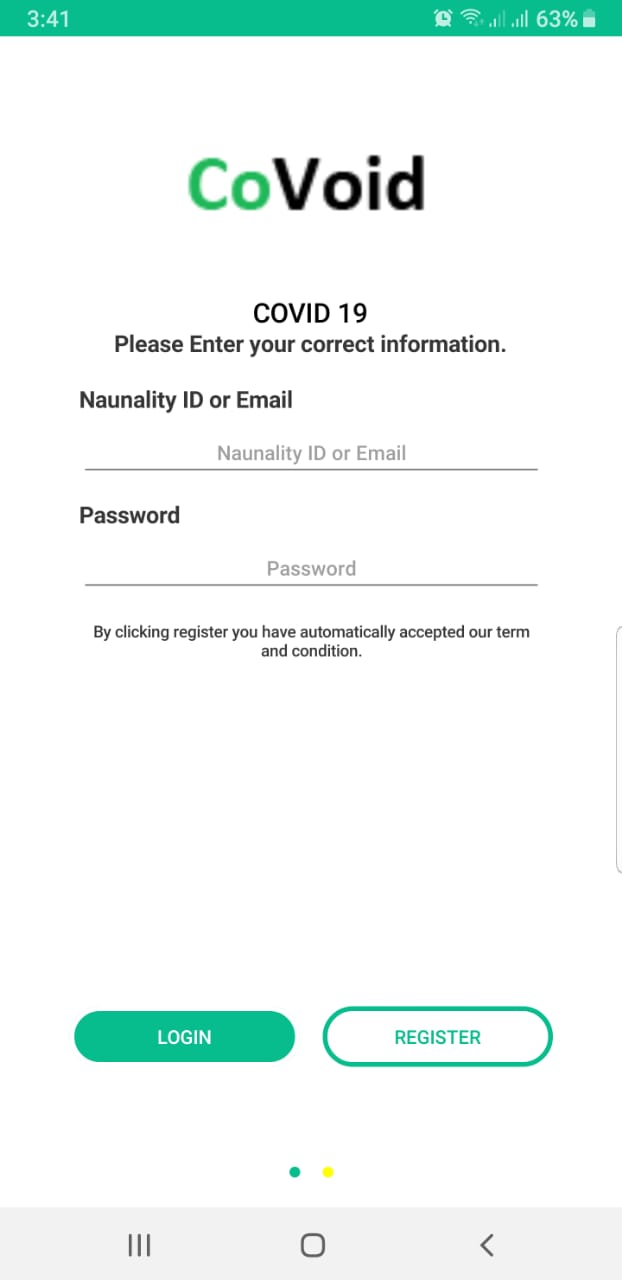 3:41
63%
CoVoid
COVID 19
Please Enter your correct information.
Naunality ID or Email
Naunality ID or Email
Password
Password
By clicking register you have automatically accepted our term
and condition.
LOGIN
REGISTER